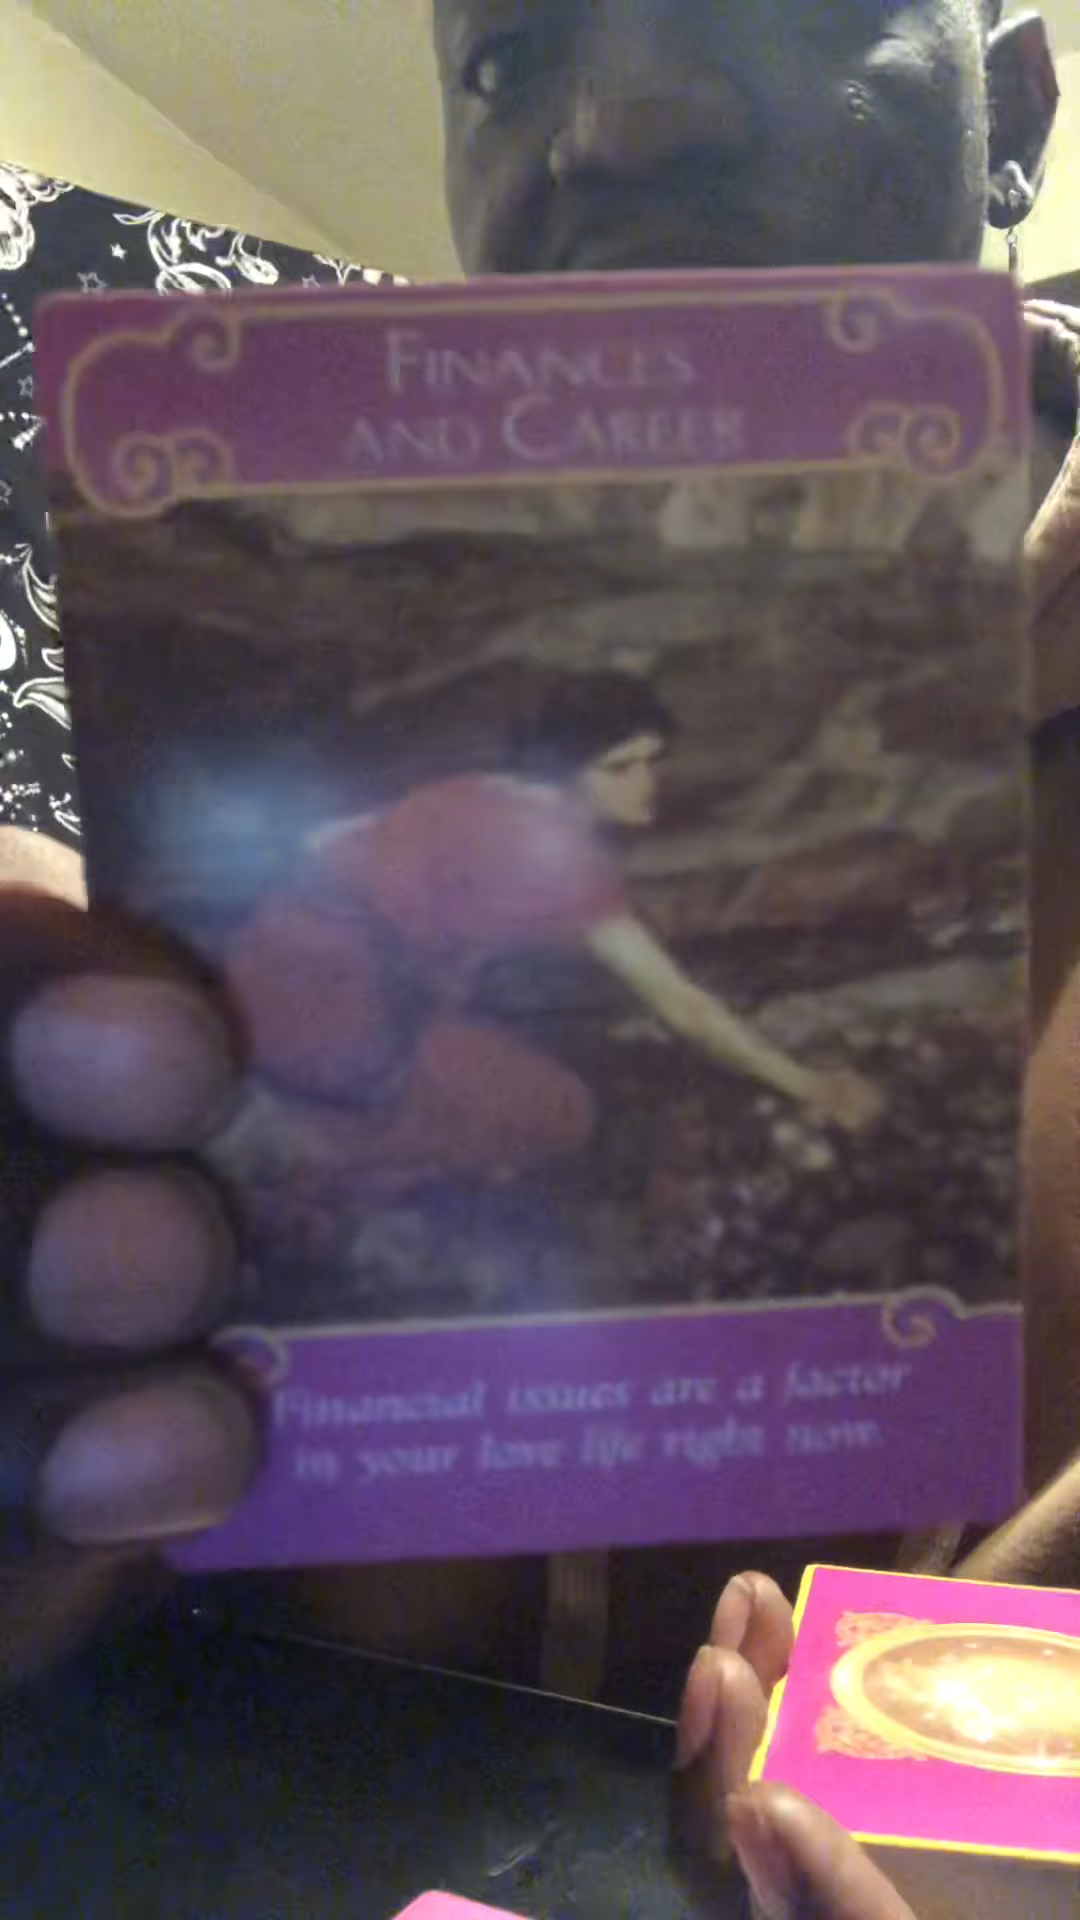 FINANCES
AND CAREER
Financial issues are a factor
in your love life right now.